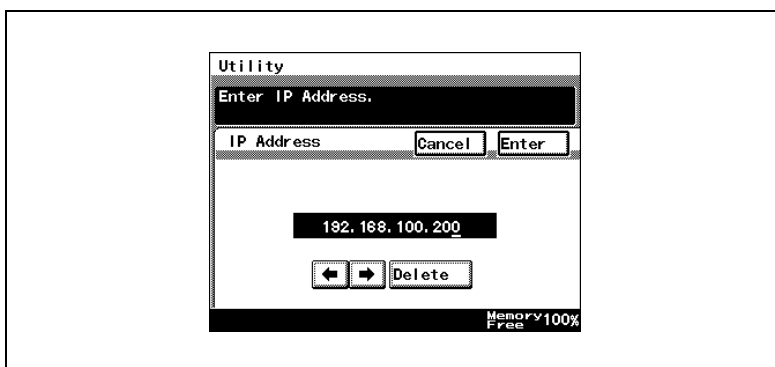 Utility
Enter IP Address.
IP Address
Cancel
Enter
192.168.100.200
Delete
Memory
Free 100%